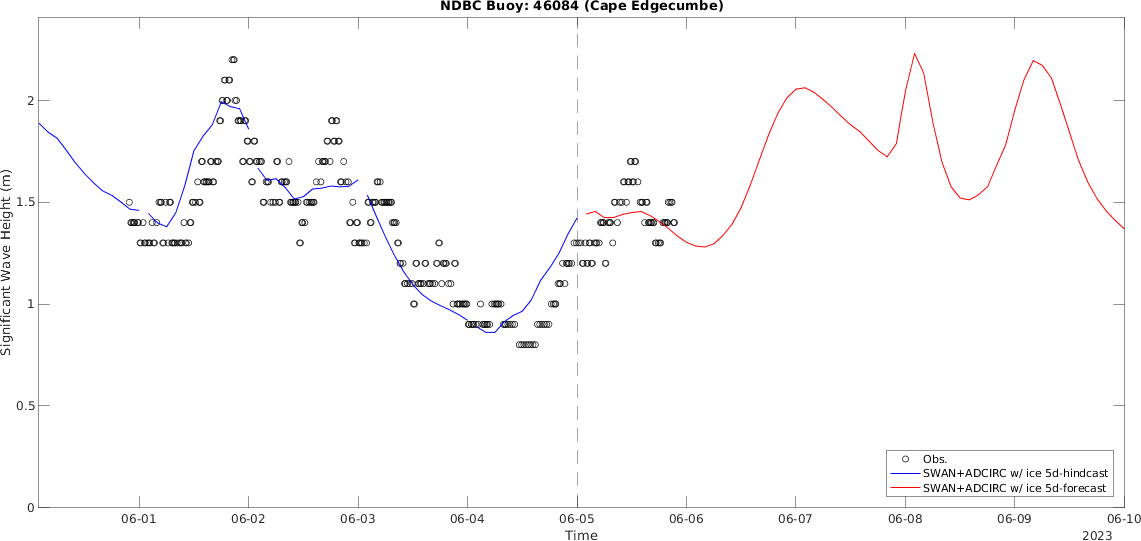 NDBC Buoy: 46084 (Cape Edgecumbe)
Significant Wave Height (m)
2
1.5
1
0.5
0
Obs.
SWAN+ADCIRC w/ ice 5d-hindcast
SWAN+ADCIRC w/ ice 5d-forecast
06-01 06-02 06-03 06-04 06-05 06-06 06-07 06-08 06-09 06-10
Time
2023